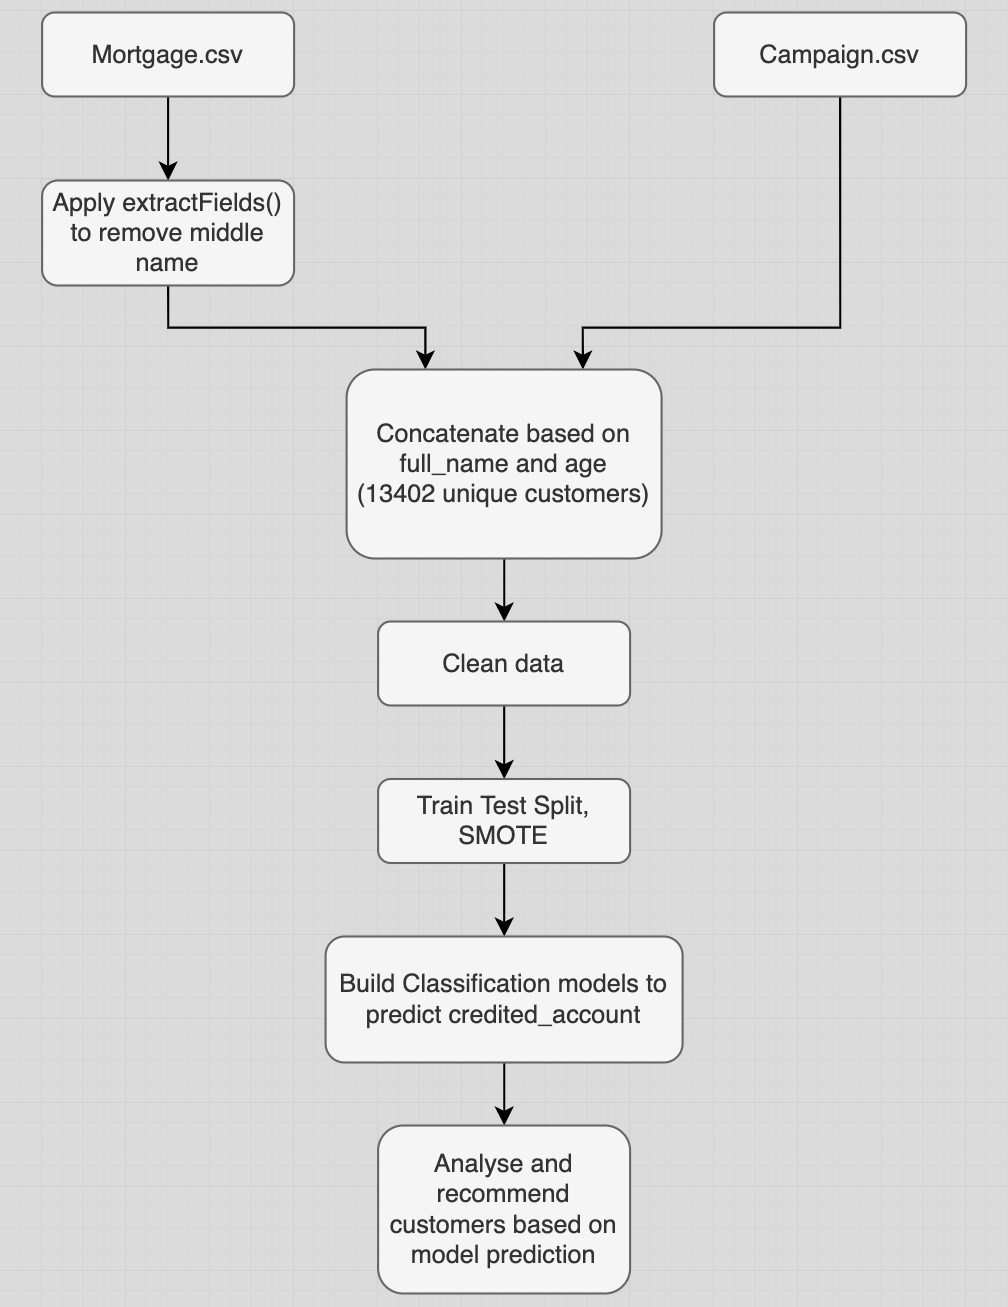 Mortgage.csv
Campaign.csv
Apply extractFields()
to remove middle
name
Concatenate based on
full_name and age
(13402 unique customers)
Clean data
Train Test Split,
SMOTE
Build Classification models to
predict credited_account
Analyse and
recommend
customers based on
model prediction